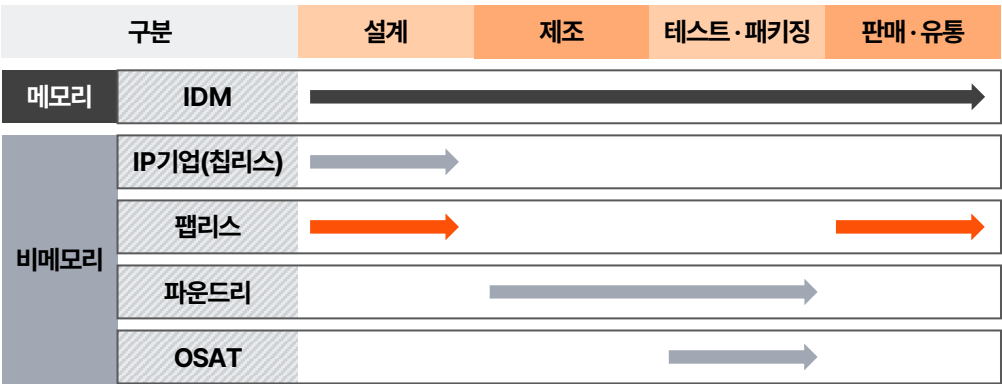 구분 설계 제조 테스트·패키징 판매·유통
메모리 IDM
IP기업(칩리스)
팹리스
비메모리
파운드리
OSAT